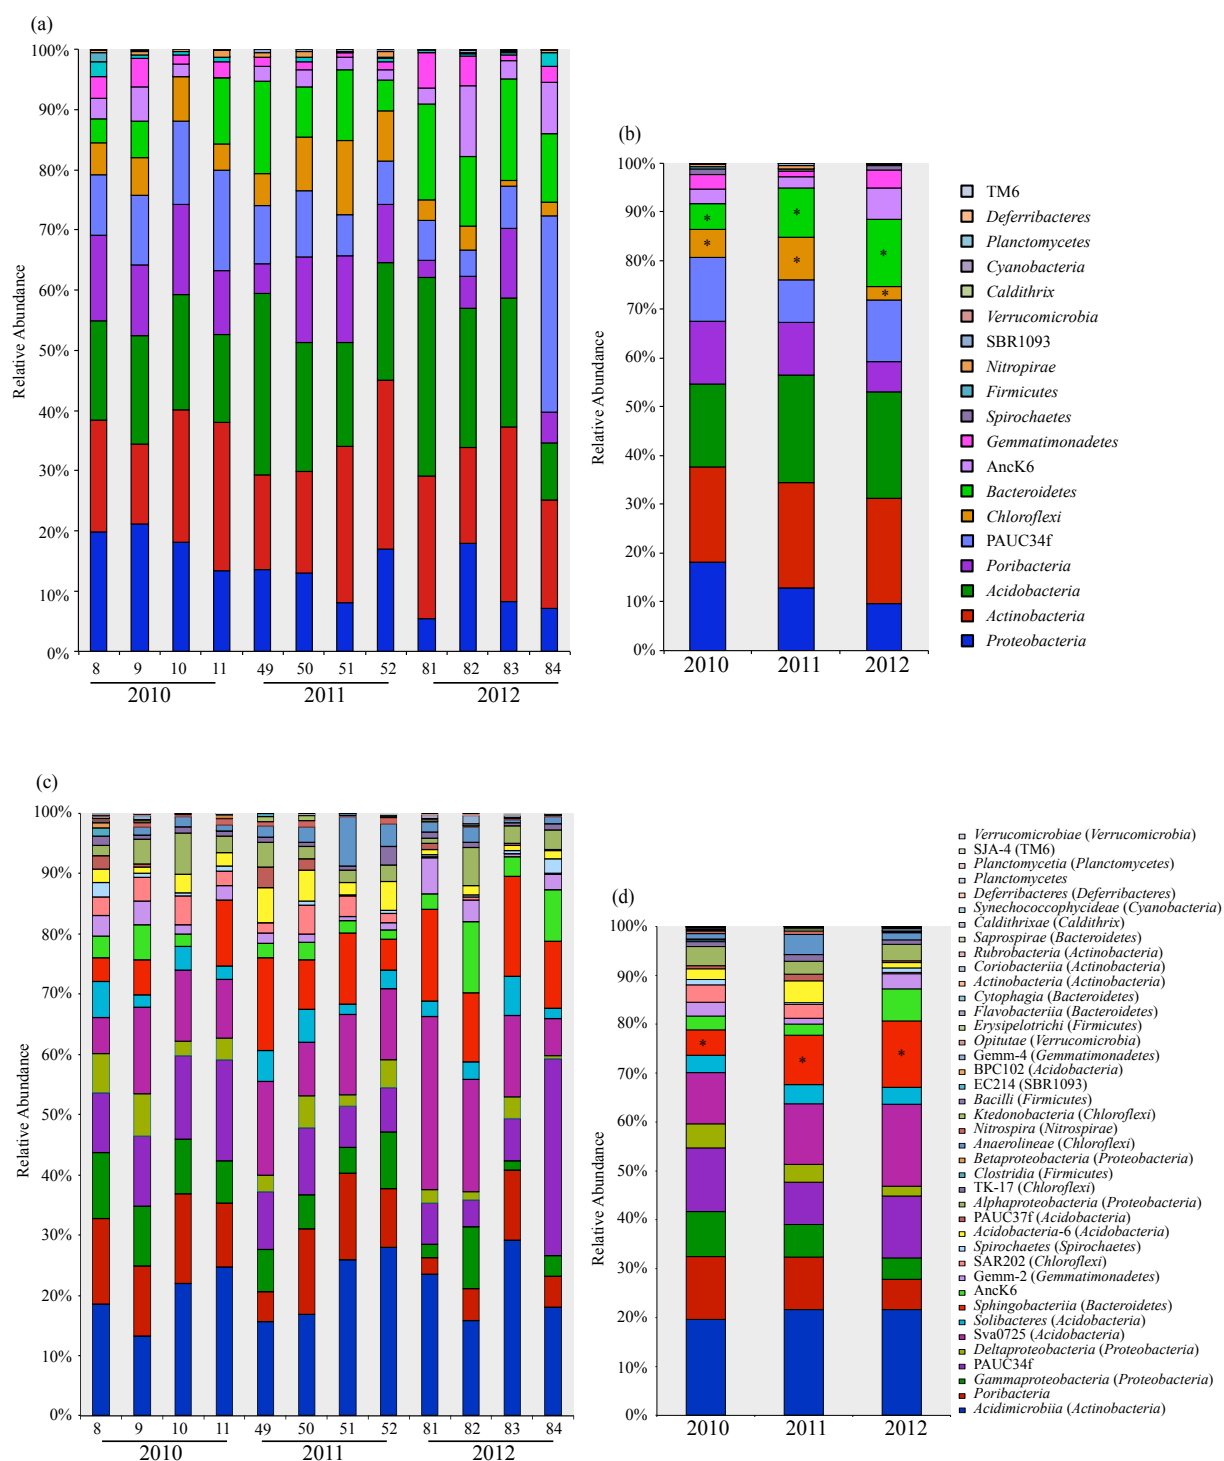 (a)
100%
90%
80%
70%
60%
50%
40%
30%
20%
10%
0%
Relative Abundance
8 9 10 11 49 50 51 52 81 82 83 84
2010 2011 2012
(b)
100%
90%
80%
70%
60%
50%
40%
30%
20%
10%
0%
Relative Abundance
* * *
* * *
2010 2011 2012
TM6
Deferribacteres
Planctomycetes
Cyanobacteria
Caldithrix
Verrucomicrobia
SBR1093
Nitropirae
Firmicutes
Spirochaetes
Gemmatimonadetes
AncK6
Bacteroidetes
Chloroflexi
PAUC34f
Poribacteria
Acidobacteria
Actinobacteria
Proteobacteria
(c)
100%
90%
80%
70%
60%
50%
40%
30%
20%
10%
0%
Relative Abundance
8 9 10 11 49 50 51 52 81 82 83 84
2010 2011 2012
(d)
100%
90%
80%
70%
60%
50%
40%
30%
20%
10%
0%
Relative Abundance
* * *
2010 2011 2012
Verrucomicrobiae (Verrucomicrobia)
SJA-4 (TM6)
Planctomycetia (Planctomycetes)
Planctomycetes
Deferribacteres (Deferribacteres)
Synechococcophycideae (Cyanobacteria)
Caldithrixae (Caldithrix)
Saprospirae (Bacteroidetes)
Rubrobacteria (Actinobacteria)
Coriobacteriia (Actinobacteria)
Actinobacteria (Actinobacteria)
Cytophagia (Bacteroidetes)
Flavobacteriia (Bacteroidetes)
Erysipelotrichi (Firmicutes)
Opitutae (Verrucomicrobia)
Gemm-4 (Gemmatimonadetes)
BPC102 (Acidobacteria)
EC214 (SBR1093)
Bacilli (Firmicutes)
Ktedonobacteria (Chloroflexi)
Nitrospira (Nitrospirae)
Anaerolineae (Chloroflexi)
Betaproteobacteria (Proteobacteria)
Clostridia (Firmicutes)
TK-17 (Chloroflexi)
Alphaproteobacteria (Proteobacteria)
PAUC37f (Acidobacteria)
Acidobacteria-6 (Acidobacteria)
Spirochaetes (Spirochaetes)
SAR202 (Chloroflexi)
Gemm-2 (Gemmatimonadetes)
AncK6
Sphingobacteriia (Bacteroidetes)
Solibacteres (Acidobacteria)
Sva0725 (Acidobacteria)
Deltaproteobacteria (Proteobacteria)
PAUC34f
Gammaproteobacteria (Proteobacteria)
Poribacteria
Acidimicrobiia (Actinobacteria)